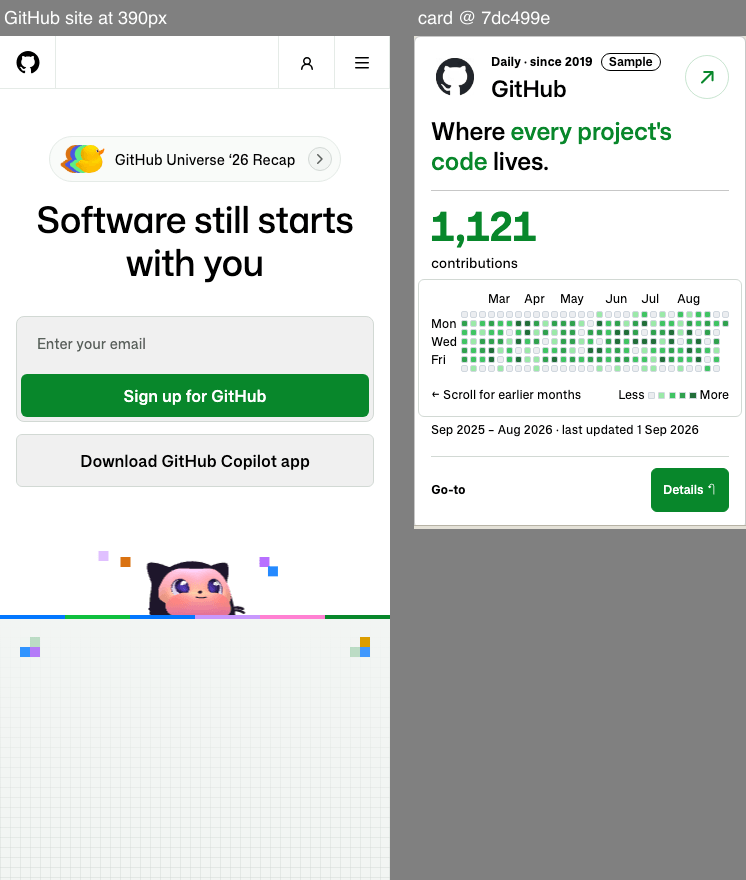 GitHub site at 390px
GitHub Universe ‘26 Recap
Software still starts
with you
Enter your email
Sign up for GitHub
Download GitHub Copilot app
card @ 7dc499e
Daily · since 2019 Sample
GitHub
Where every project's
code lives.
1,121
contributions
Mar Apr May Jun Jul Aug
Mon
Wed
Fri
← Scroll for earlier months Less More
Sep 2025 – Aug 2026 · last updated 1 Sep 2026
Go-to Details